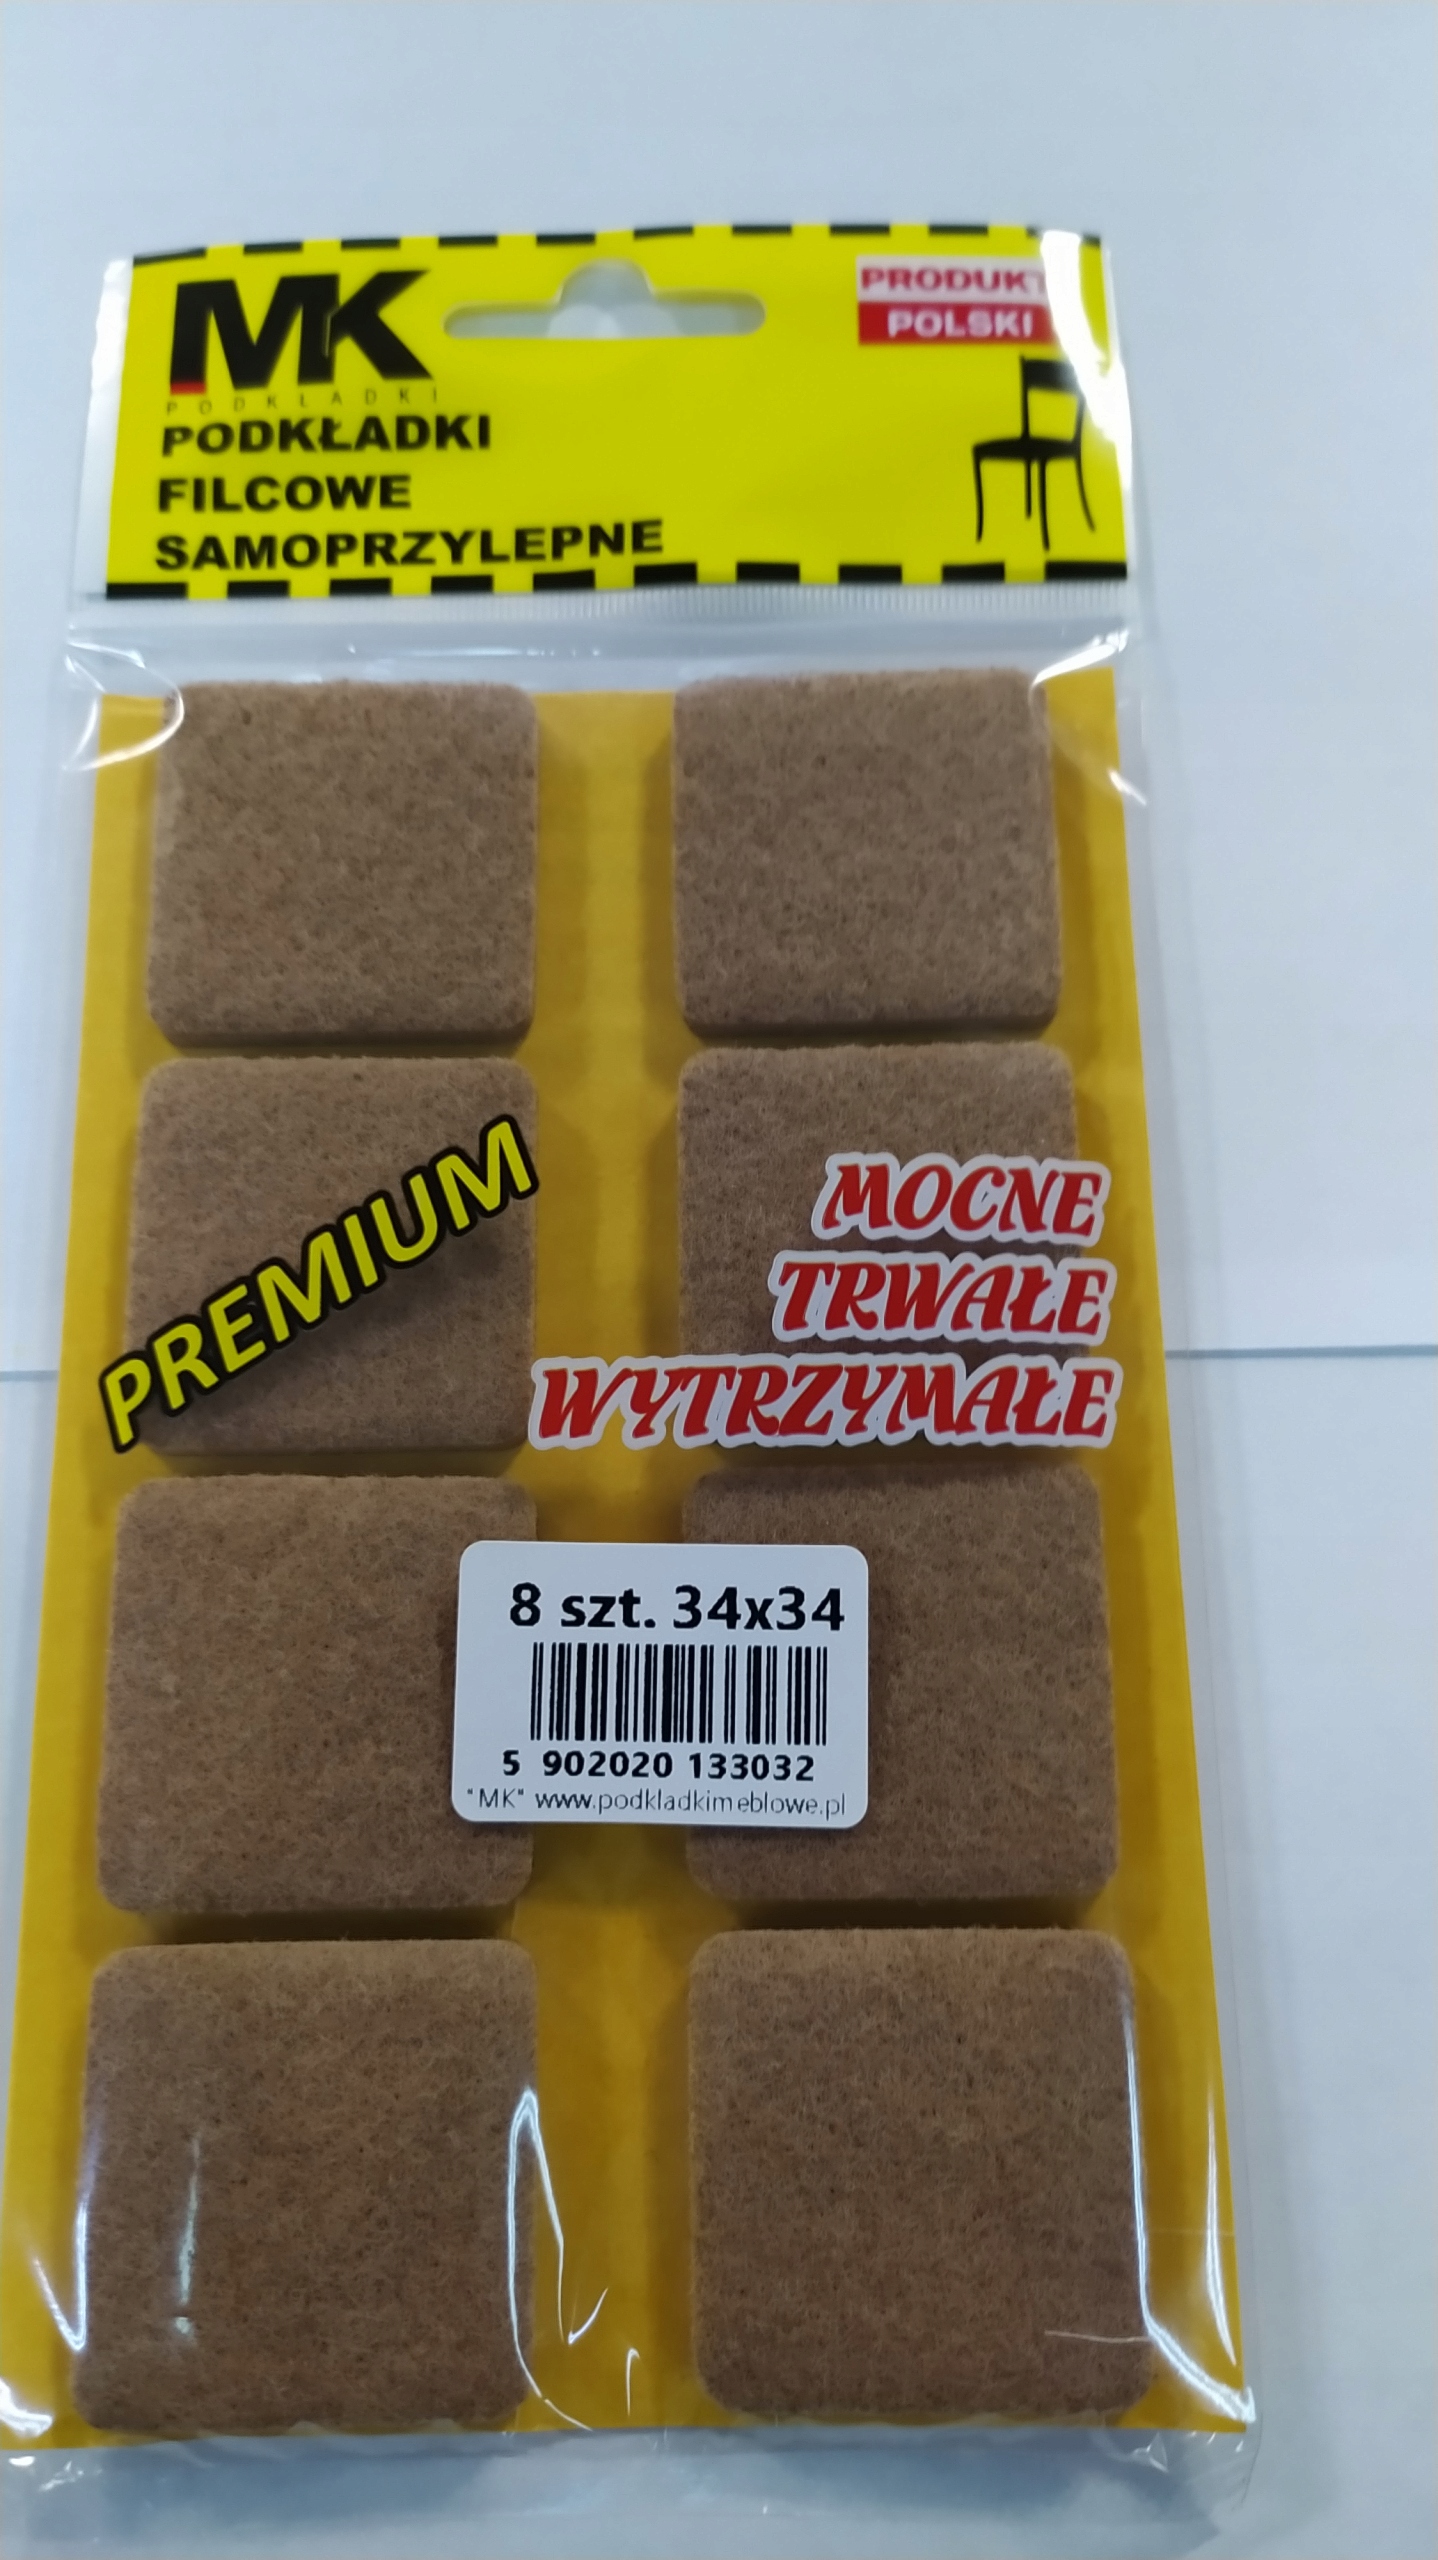 MK
PODKŁADKI
PRODUKT
POLSKI
PODKŁADKI
FILCOWE
SAMOPRZYLEPNE
PREMIUM
MOCNE
TRWAŁE
WYTRZYMAŁE
8 szt. 34x34
5 902020 133032
"MK" www.podkladkimeblowe.pl